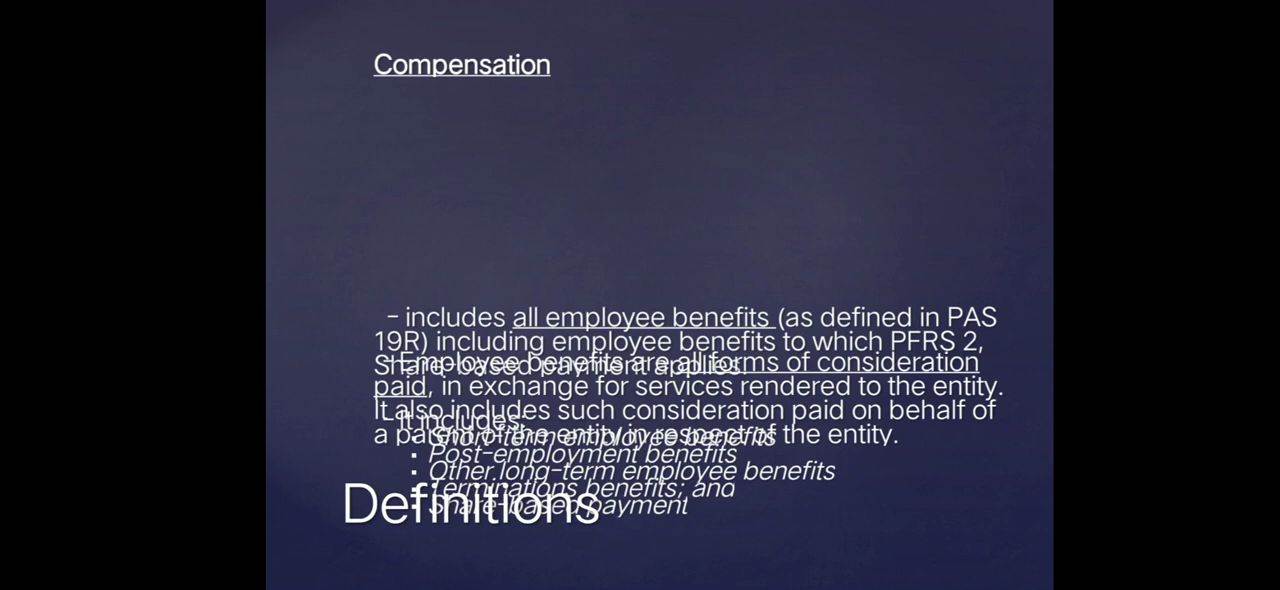 Compensation
– includes all employee benefits (as defined in PAS
19R) including employee benefits to which PFRS 2,
Share-based payment applies.
– Employee benefits are all forms of consideration
paid, in exchange for services rendered to the entity.
It also includes such consideration paid on behalf of
a parent of the entity in respect of the entity.
– It includes:
▪ Short-term employee benefits
▪ Post-employment benefits
▪ Other long-term employee benefits
▪ Terminations benefits; and
▪ Share-based payment
Definitions